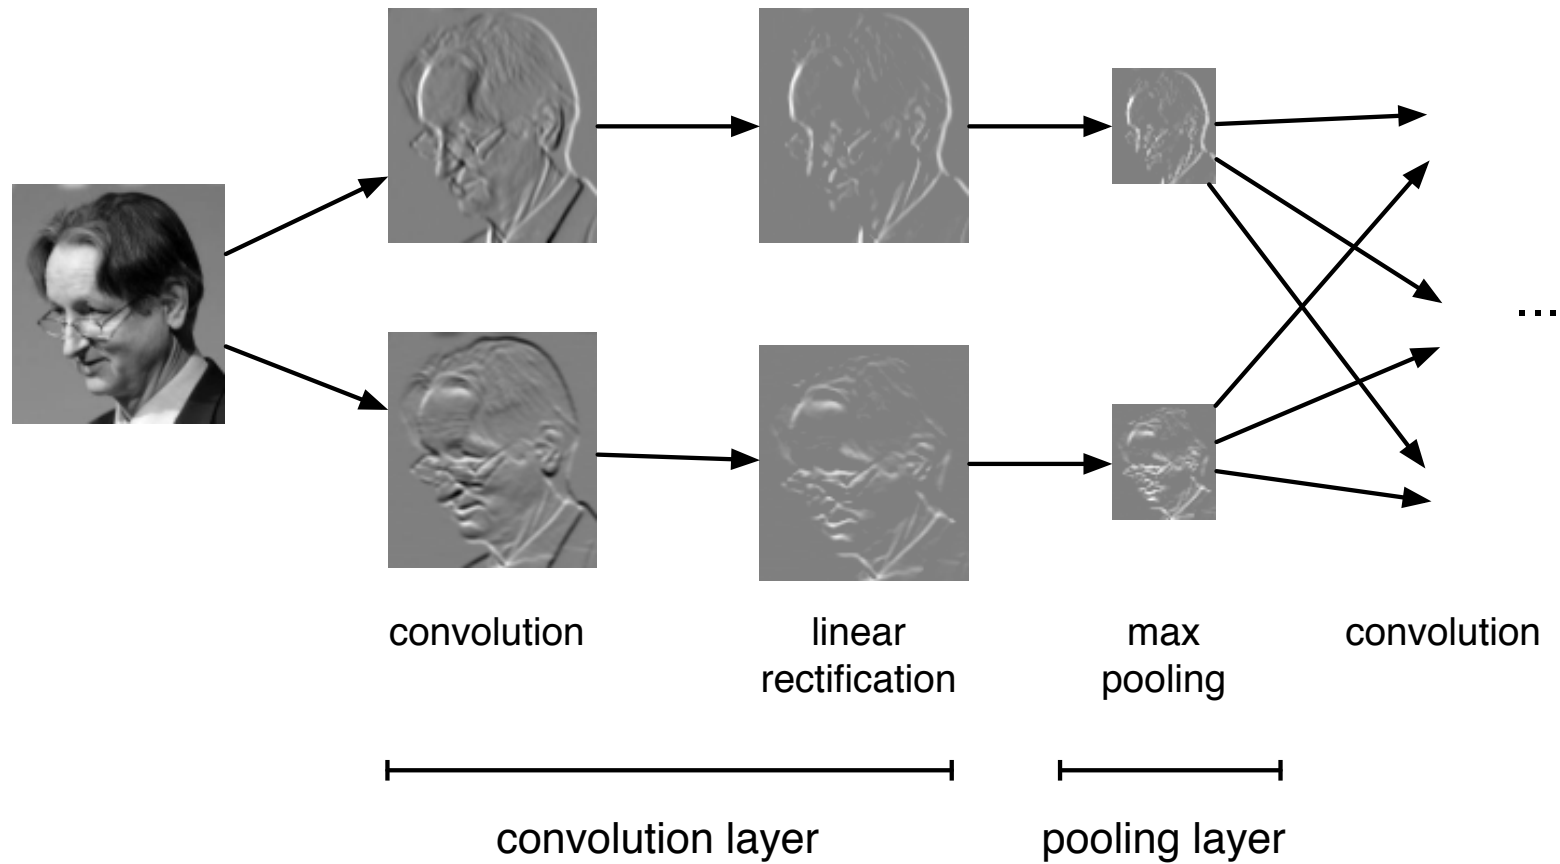 ...
convolution
linear
rectification
max
pooling
convolution
convolution layer
pooling layer